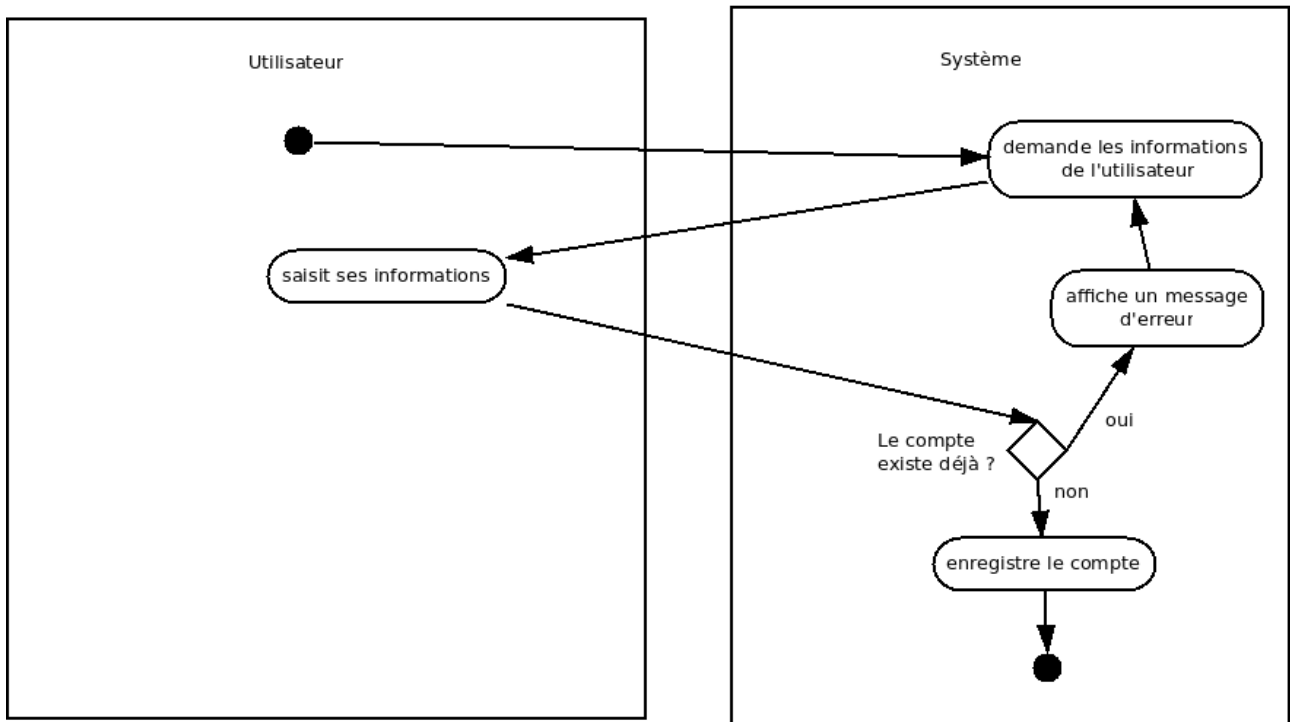 Utilisateur
Système
demande les informations
de l'utilisateur
saisit ses informations
affiche un message
d'erreur
oui
Le compte
existe déjà ?
non
enregistre le compte